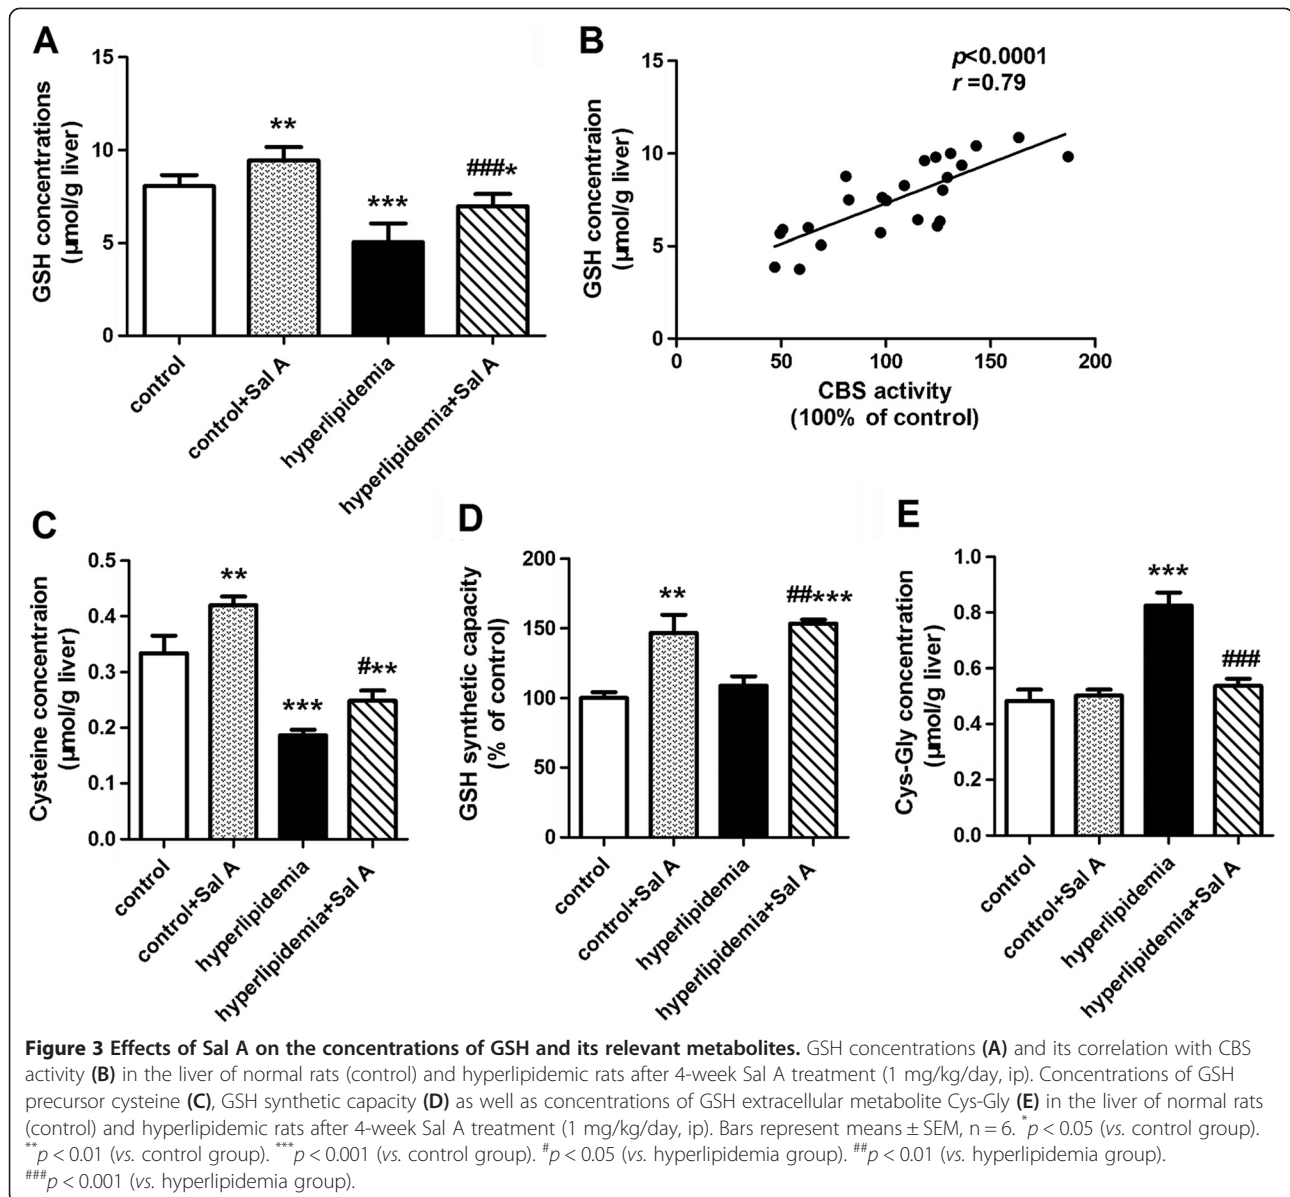 A
GSH concentrations
(µmol/g liver)
15
10
5
0
**
***
###*
control
control+Sal A
hyperlipidemia
hyperlipidemia+Sal A
B
GSH concentraion
(µmol/g liver)
15
10
5
0
p<0.0001
r =0.79
0
50
100
150
200
CBS activity
(100% of control)
C
Cysteine concentraion
(µmol/g liver)
0.5
0.4
0.3
0.2
0.1
0.0
**
***
#**
control
control+Sal A
hyperlipidemia
hyperlipidemia+Sal A
D
GSH synthetic capacity
(% of control)
200
150
100
50
0
**
##***
control
control+Sal A
hyperlipidemia
hyperlipidemia+Sal A
E
Cys-Gly concentration
(µmol/g liver)
1.0
0.8
0.6
0.4
0.2
0.0
***
###
control
control+Sal A
hyperlipidemia
hyperlipidemia+Sal A
Figure 3 Effects of Sal A on the concentrations of GSH and its relevant metabolites. GSH concentrations (A) and its correlation with CBS
activity (B) in the liver of normal rats (control) and hyperlipidemic rats after 4-week Sal A treatment (1 mg/kg/day, ip). Concentrations of GSH
precursor cysteine (C), GSH synthetic capacity (D) as well as concentrations of GSH extracellular metabolite Cys-Gly (E) in the liver of normal rats
(control) and hyperlipidemic rats after 4-week Sal A treatment (1 mg/kg/day, ip). Bars represent means ± SEM, n = 6. *p < 0.05 (vs. control group).
**p < 0.01 (vs. control group). ***p < 0.001 (vs. control group). #p < 0.05 (vs. hyperlipidemia group). ##p < 0.01 (vs. hyperlipidemia group).
###p < 0.001 (vs. hyperlipidemia group).